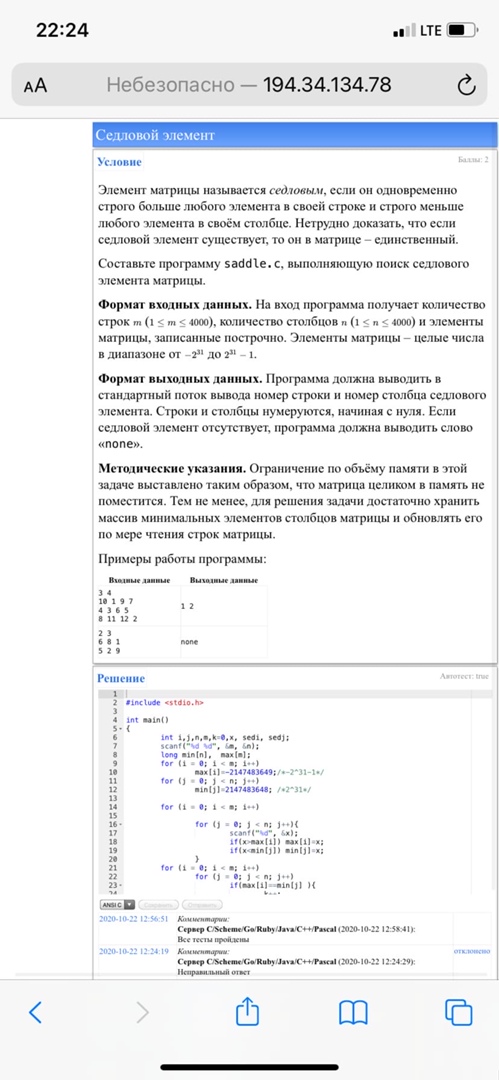 22:24
LTE
AA Небезопасно — 194.34.134.78
Седловой элемент
Условие
Баллы: 2
Элемент матрицы называется седловым, если он одновременно
строго больше любого элемента в своей строке и строго меньше
любого элемента в своём столбце. Нетрудно доказать, что если
седловой элемент существует, то он в матрице – единственный.
Составьте программу saddle.c, выполняющую поиск седлового
элемента матрицы.
Формат входных данных. На вход программа получает количество
строк m (1 ≤ m ≤ 4000), количество столбцов n (1 ≤ n ≤ 4000) и элементы
матрицы, записанные построчно. Элементы матрицы – целые числа
в диапазоне от −2³¹ до 2³¹ − 1.
Формат выходных данных. Программа должна выводить в
стандартный поток вывода номер строки и номер столбца седлового
элемента. Строки и столбцы нумеруются, начиная с нуля. Если
седловой элемент отсутствует, программа должна выводить слово
«none».
Методические указания. Ограничение по объёму памяти в этой
задаче выставлено таким образом, что матрица целиком в память не
поместится. Тем не менее, для решения задачи достаточно хранить
массив минимальных элементов столбцов матрицы и обновлять его
по мере чтения строк матрицы.
Примеры работы программы:
Входные данные Выходные данные
3 4
10 1 9 7
4 3 6 5
8 11 12 2
1 2
2 3
6 8 1
5 2 9
none
Решение
Автотест: true
1
2 #include <stdio.h>
3
4 int main()
5 {
6 int i,j,n,m,k=0,x, sedi, sedj;
7 scanf("%d %d", &m, &n);
8 long min[n], max[m];
9 for (i = 0; i < m; i++)
10 max[i]=-2147483649;/*-2^31-1*/
11 for (j = 0; j < n; j++)
12 min[j]=2147483648; /*2^31*/
13
14 for (i = 0; i < m; i++)
15
16 for (j = 0; j < n; j++){
17 scanf("%d", &x);
18 if(x>max[i]) max[i]=x;
19 if(x<min[j]) min[j]=x;
20 }
21 for (i = 0; i < m; i++)
22 for (j = 0; j < n; j++)
23 if(max[i]==min[j] ){
ANSI C Сохранить Отправить
2020-10-22 12:56:51 Комментарии:
Сервер C/Scheme/Go/Ruby/Java/C++/Pascal (2020-10-22 12:58:41):
Все тесты пройдены
2020-10-22 12:24:19 Комментарии: отклонено
Сервер C/Scheme/Go/Ruby/Java/C++/Pascal (2020-10-22 12:24:29):
Неправильный ответ